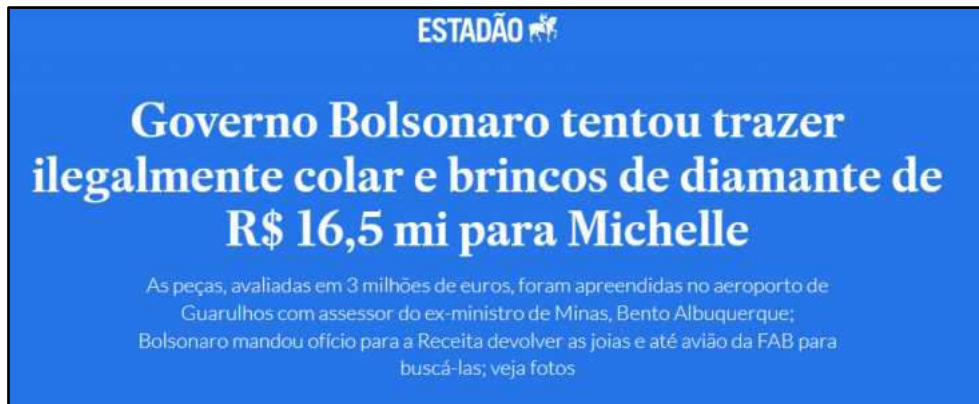 ESTADÃO
Governo Bolsonaro tentou trazer
ilegalmente colar e brincos de diamante de
R$ 16,5 mi para Michelle
As peças, avaliadas em 3 milhões de euros, foram apreendidas no aeroporto de
Guarulhos com assessor do ex-ministro de Minas, Bento Albuquerque;
Bolsonaro mandou ofício para a Receita devolver as joias e até avião da FAB para
buscá-las; veja fotos